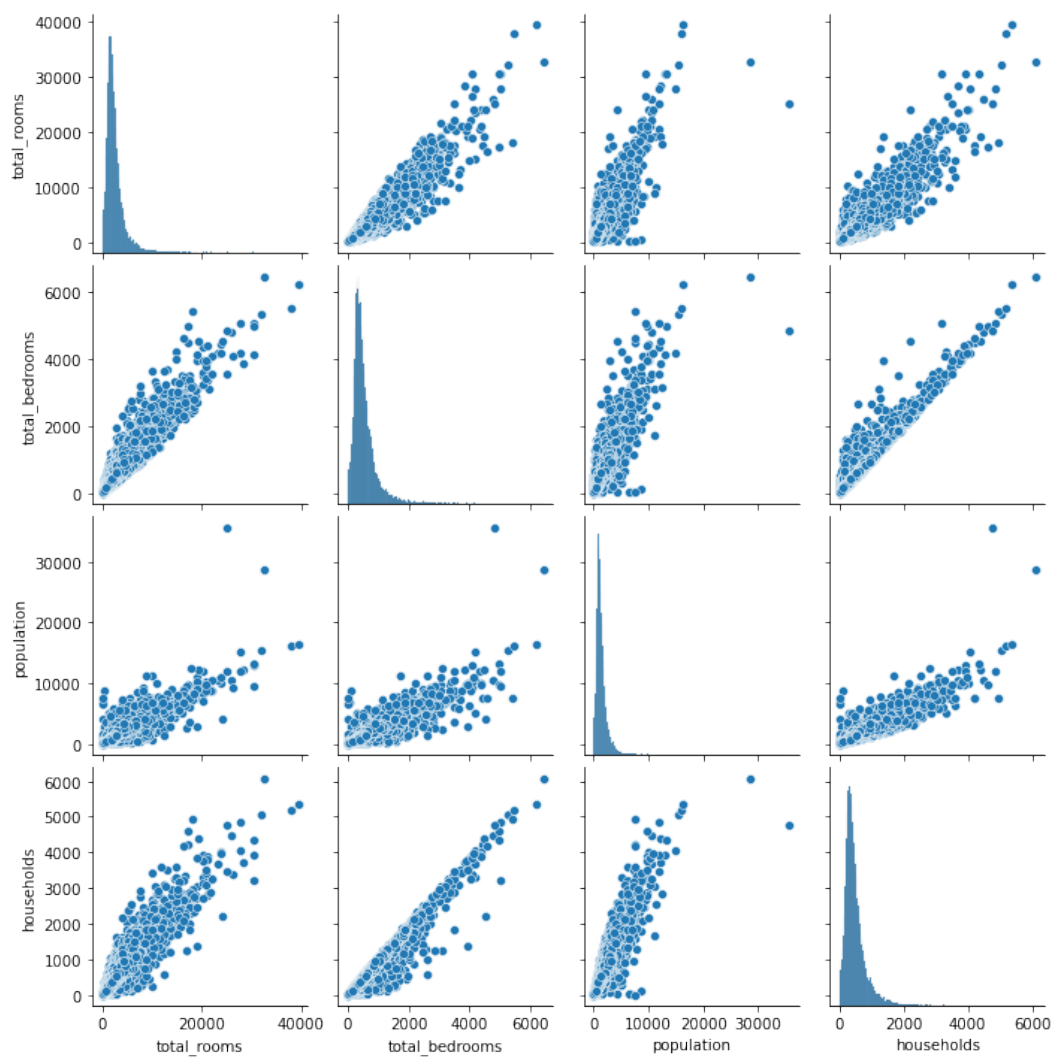 40000
30000
20000
10000
0
total_rooms
6000
4000
2000
0
total_bedrooms
30000
20000
10000
0
population
6000
5000
4000
3000
2000
1000
0
households
0 20000 40000
0 2000 4000 6000
0 10000 20000 30000
0 2000 4000 6000
total_rooms total_bedrooms population households